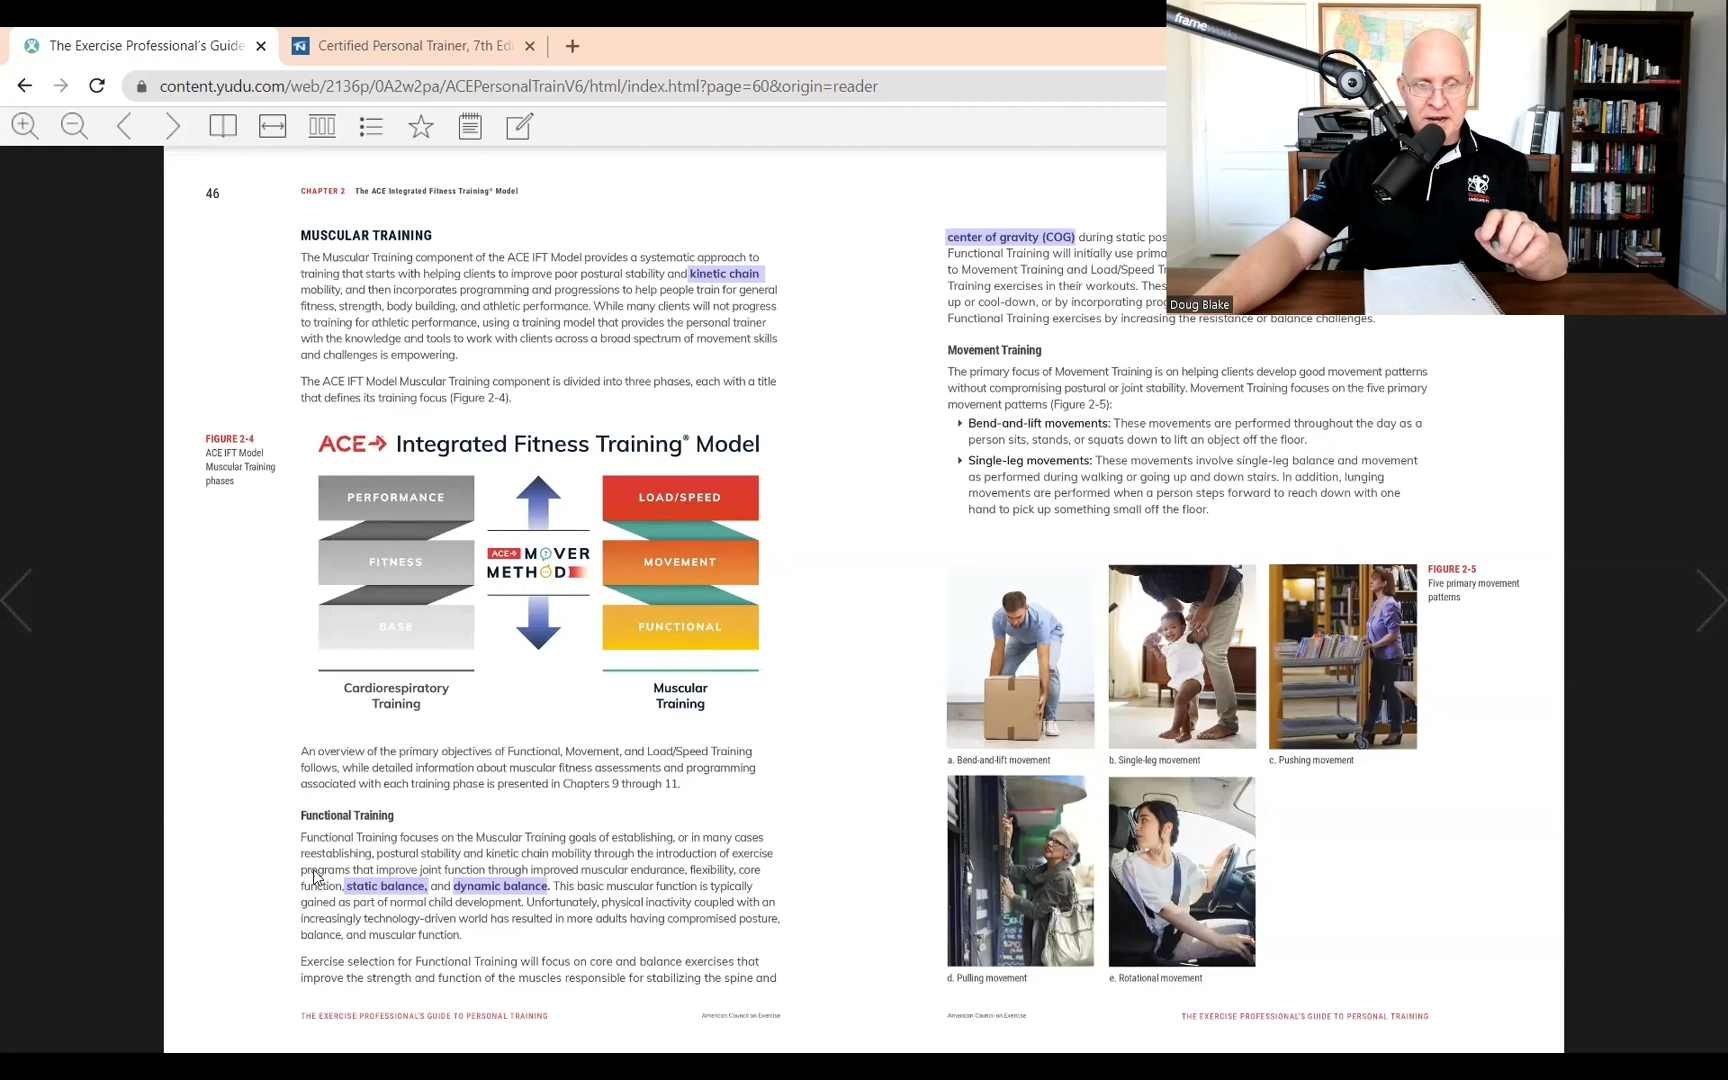 The Exercise Professional's Guide
Certified Personal Trainer, 7th Edi
content.yudu.com/web/2136p/0A2w2pa/ACEPersonalTrainV6/html/index.html?page=60&origin=reader
frameworks
Doug Blake
46
CHAPTER 2 The ACE Integrated Fitness Training® Model
MUSCULAR TRAINING
The Muscular Training component of the ACE IFT Model provides a systematic approach to
training that starts with helping clients to improve poor postural stability and kinetic chain
mobility, and then incorporates programming and progressions to help people train for general
fitness, strength, body building, and athletic performance. While many clients will not progress
to training for athletic performance, using a training model that provides the personal trainer
with the knowledge and tools to work with clients across a broad spectrum of movement skills
and challenges is empowering.
The ACE IFT Model Muscular Training component is divided into three phases, each with a title
that defines its training focus (Figure 2-4).
FIGURE 2-4
ACE IFT Model
Muscular Training
phases
ACE Integrated Fitness Training® Model
PERFORMANCE
FITNESS
BASE
ACE MOVER
METHOD
LOAD/SPEED
MOVEMENT
FUNCTIONAL
Cardiorespiratory
Training
Muscular
Training
An overview of the primary objectives of Functional, Movement, and Load/Speed Training
follows, while detailed information about muscular fitness assessments and programming
associated with each training phase is presented in Chapters 9 through 11.
Functional Training
Functional Training focuses on the Muscular Training goals of establishing, or in many cases
reestablishing, postural stability and kinetic chain mobility through the introduction of exercise
programs that improve joint function through improved muscular endurance, flexibility, core
function, static balance, and dynamic balance. This basic muscular function is typically
gained as part of normal child development. Unfortunately, physical inactivity coupled with an
increasingly technology-driven world has resulted in more adults having compromised posture,
balance, and muscular function.
Exercise selection for Functional Training will focus on core and balance exercises that
improve the strength and function of the muscles responsible for stabilizing the spine and
THE EXERCISE PROFESSIONAL'S GUIDE TO PERSONAL TRAINING
American Council on Exercise
center of gravity (COG) during static pos
Functional Training will initially use prima
to Movement Training and Load/Speed Tr
Training exercises in their workouts. Thes
up or cool-down, or by incorporating prog
Functional Training exercises by increasing the resistance or balance challenges.
Movement Training
The primary focus of Movement Training is on helping clients develop good movement patterns
without compromising postural or joint stability. Movement Training focuses on the five primary
movement patterns (Figure 2-5):
Bend-and-lift movements: These movements are performed throughout the day as a
person sits, stands, or squats down to lift an object off the floor.
Single-leg movements: These movements involve single-leg balance and movement
as performed during walking or going up and down stairs. In addition, lunging
movements are performed when a person steps forward to reach down with one
hand to pick up something small off the floor.
FIGURE 2-5
Five primary movement
patterns
a. Bend-and-lift movement
b. Single-leg movement
c. Pushing movement
d. Pulling movement
e. Rotational movement
American Council on Exercise
THE EXERCISE PROFESSIONAL'S GUIDE TO PERSONAL TRAINING